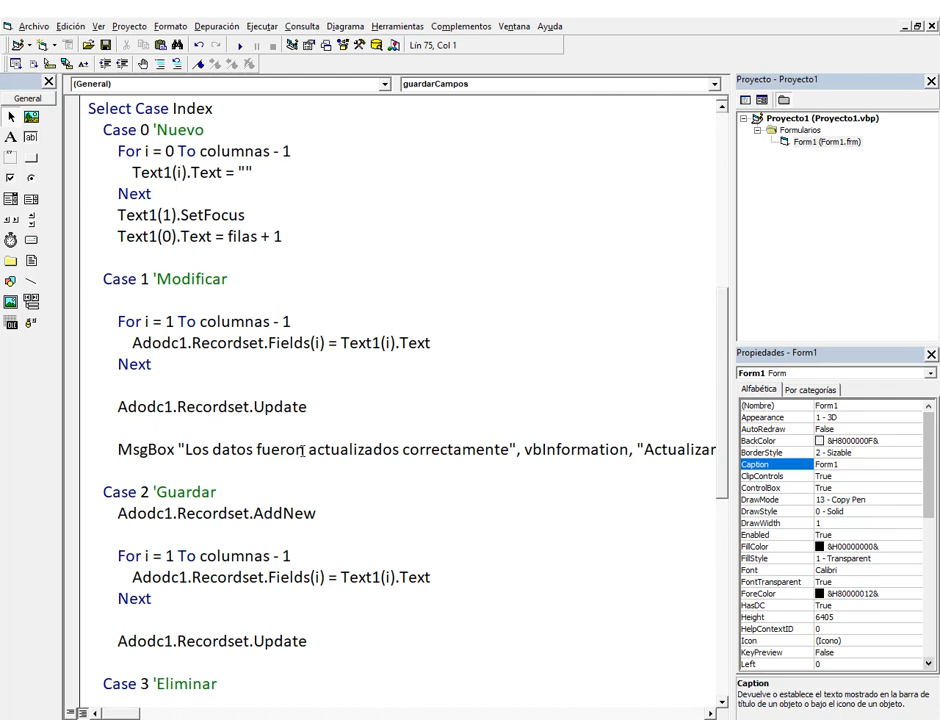 Archivo Edición Ver Proyecto Formato Depuración Ejecutar Consulta Diagrama Herramientas Complementos Ventana Ayuda
Lín 75, Col 1
General
(General)
guardarCampos
Select Case Index
Case 0 'Nuevo
For i = 0 To columnas - 1
Text1(i).Text = ""
Next
Text1(1).SetFocus
Text1(0).Text = filas + 1
Case 1 'Modificar
For i = 1 To columnas - 1
Adodc1.Recordset.Fields(i) = Text1(i).Text
Next
Adodc1.Recordset.Update
MsgBox "Los datos fueron actualizados correctamente", vbInformation, "Actualizar
Case 2 'Guardar
Adodc1.Recordset.AddNew
For i = 1 To columnas - 1
Adodc1.Recordset.Fields(i) = Text1(i).Text
Next
Adodc1.Recordset.Update
Case 3 'Eliminar
Proyecto - Proyecto1
Proyecto1 (Proyecto1.vbp)
Formularios
Form1 (Form1.frm)
Propiedades - Form1
Form1 Form
Alfabética Por categorías
(Nombre) Form1
Appearance 1 - 3D
AutoRedraw False
BackColor &H8000000F&
BorderStyle 2 - Sizable
Caption Form1
ClipControls True
ControlBox True
DrawMode 13 - Copy Pen
DrawStyle 0 - Solid
DrawWidth 1
Enabled True
FillColor &H00000000&
FillStyle 1 - Transparent
Font Calibri
FontTransparent True
ForeColor &H80000012&
HasDC True
Height 6405
HelpContextID 0
Icon (Icono)
KeyPreview False
Left 0
Caption
Devuelve o establece el texto mostrado en la barra de
título de un objeto o bajo el icono de un objeto.